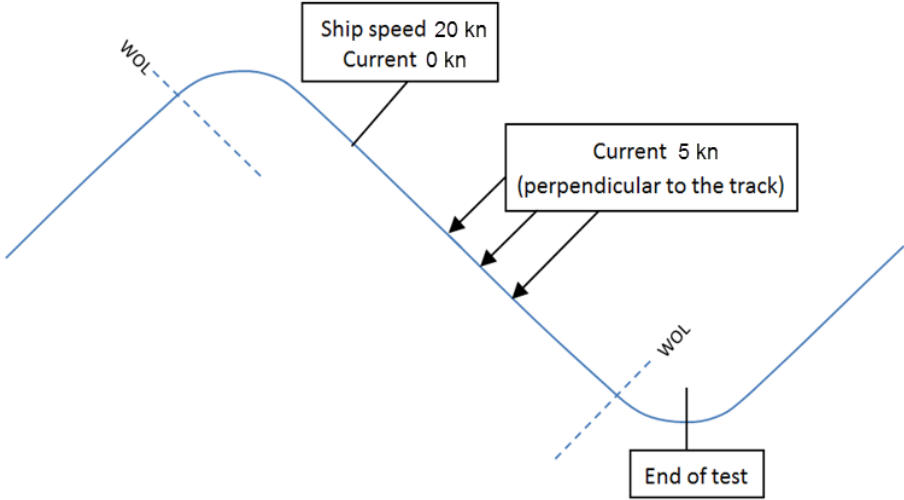 WOL
Ship speed 20 kn
Current 0 kn
Current 5 kn
(perpendicular to the track)
WOL
End of test